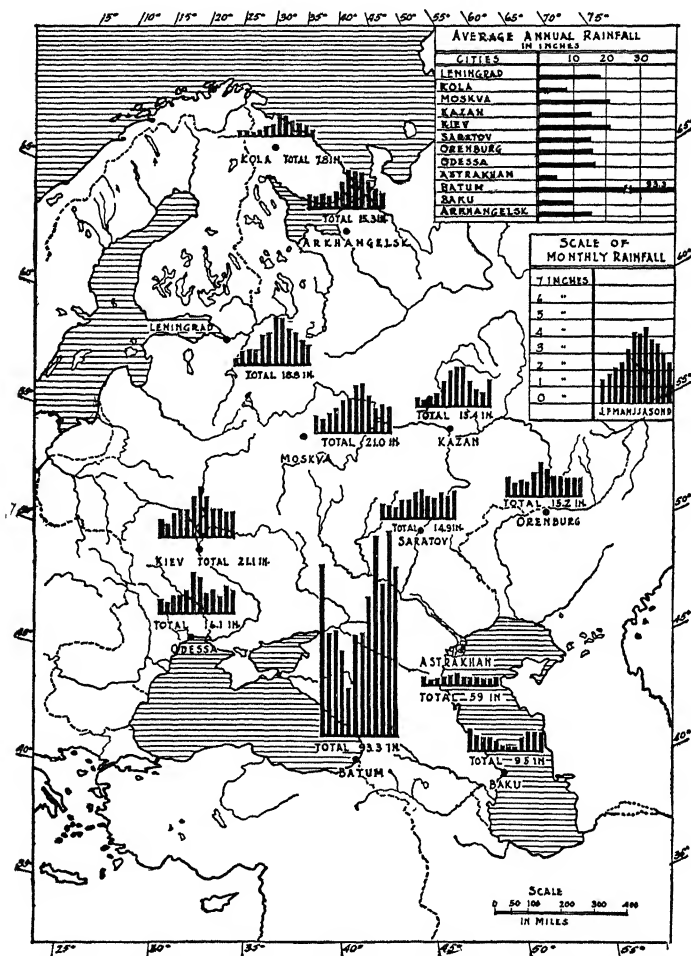 5° 10° 15° 20° 25° 30° 35° 40° 45° 50° 55° 60° 65° 70° 75°
AVERAGE ANNUAL RAINFALL
IN INCHES
CITIES 10 20 30
LENINGRAD
KOLA
MOSKVA
KAZAN
KIEV
SARATOV
ORENBURG
ODESSA
ASTRAKHAN
BATUM 93.3
BAKU
ARKHANGELSK
65° 65°
KOLA TOTAL 7.8 IN.
TOTAL 15.3 IN.
ARKHANGELSK
SCALE OF
MONTHLY RAINFALL
7 INCHES
6 "
5 "
4 "
3 "
2 "
1 "
0 "
J.F.M.A.M.J.J.A.S.O.N.D
60°
LENINGRAD
TOTAL 18.8 IN.
55°
TOTAL 21.0 IN.
MOSKVA
TOTAL 15.4 IN.
KAZAN
50°
TOTAL 15.2 IN.
ORENBURG
TOTAL 14.9 IN.
SARATOV
KIEV TOTAL 21.1 IN.
TOTAL 16.1 IN.
ODESSA
45° 45°
ASTRAKHAN
TOTAL 5.9 IN
TOTAL 93.3 IN.
BATUM
TOTAL 9.5 IN
BAKU
40° 40°
35° 35°
SCALE
0 50 100 200 300 400
IN MILES
25° 30° 35° 40° 45° 50° 55°